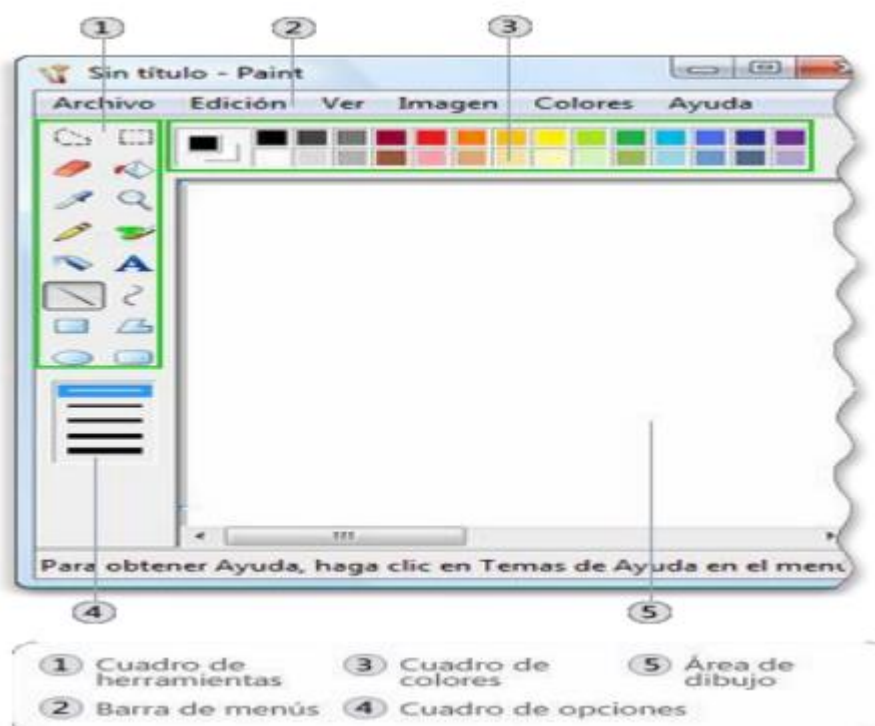 1 2 3
Sin título - Paint
Archivo Edición Ver Imagen Colores Ayuda
A
Para obtener Ayuda, haga clic en Temas de Ayuda en el menú
4 5
1 Cuadro de herramientas
3 Cuadro de colores
5 Área de dibujo
2 Barra de menús
4 Cuadro de opciones